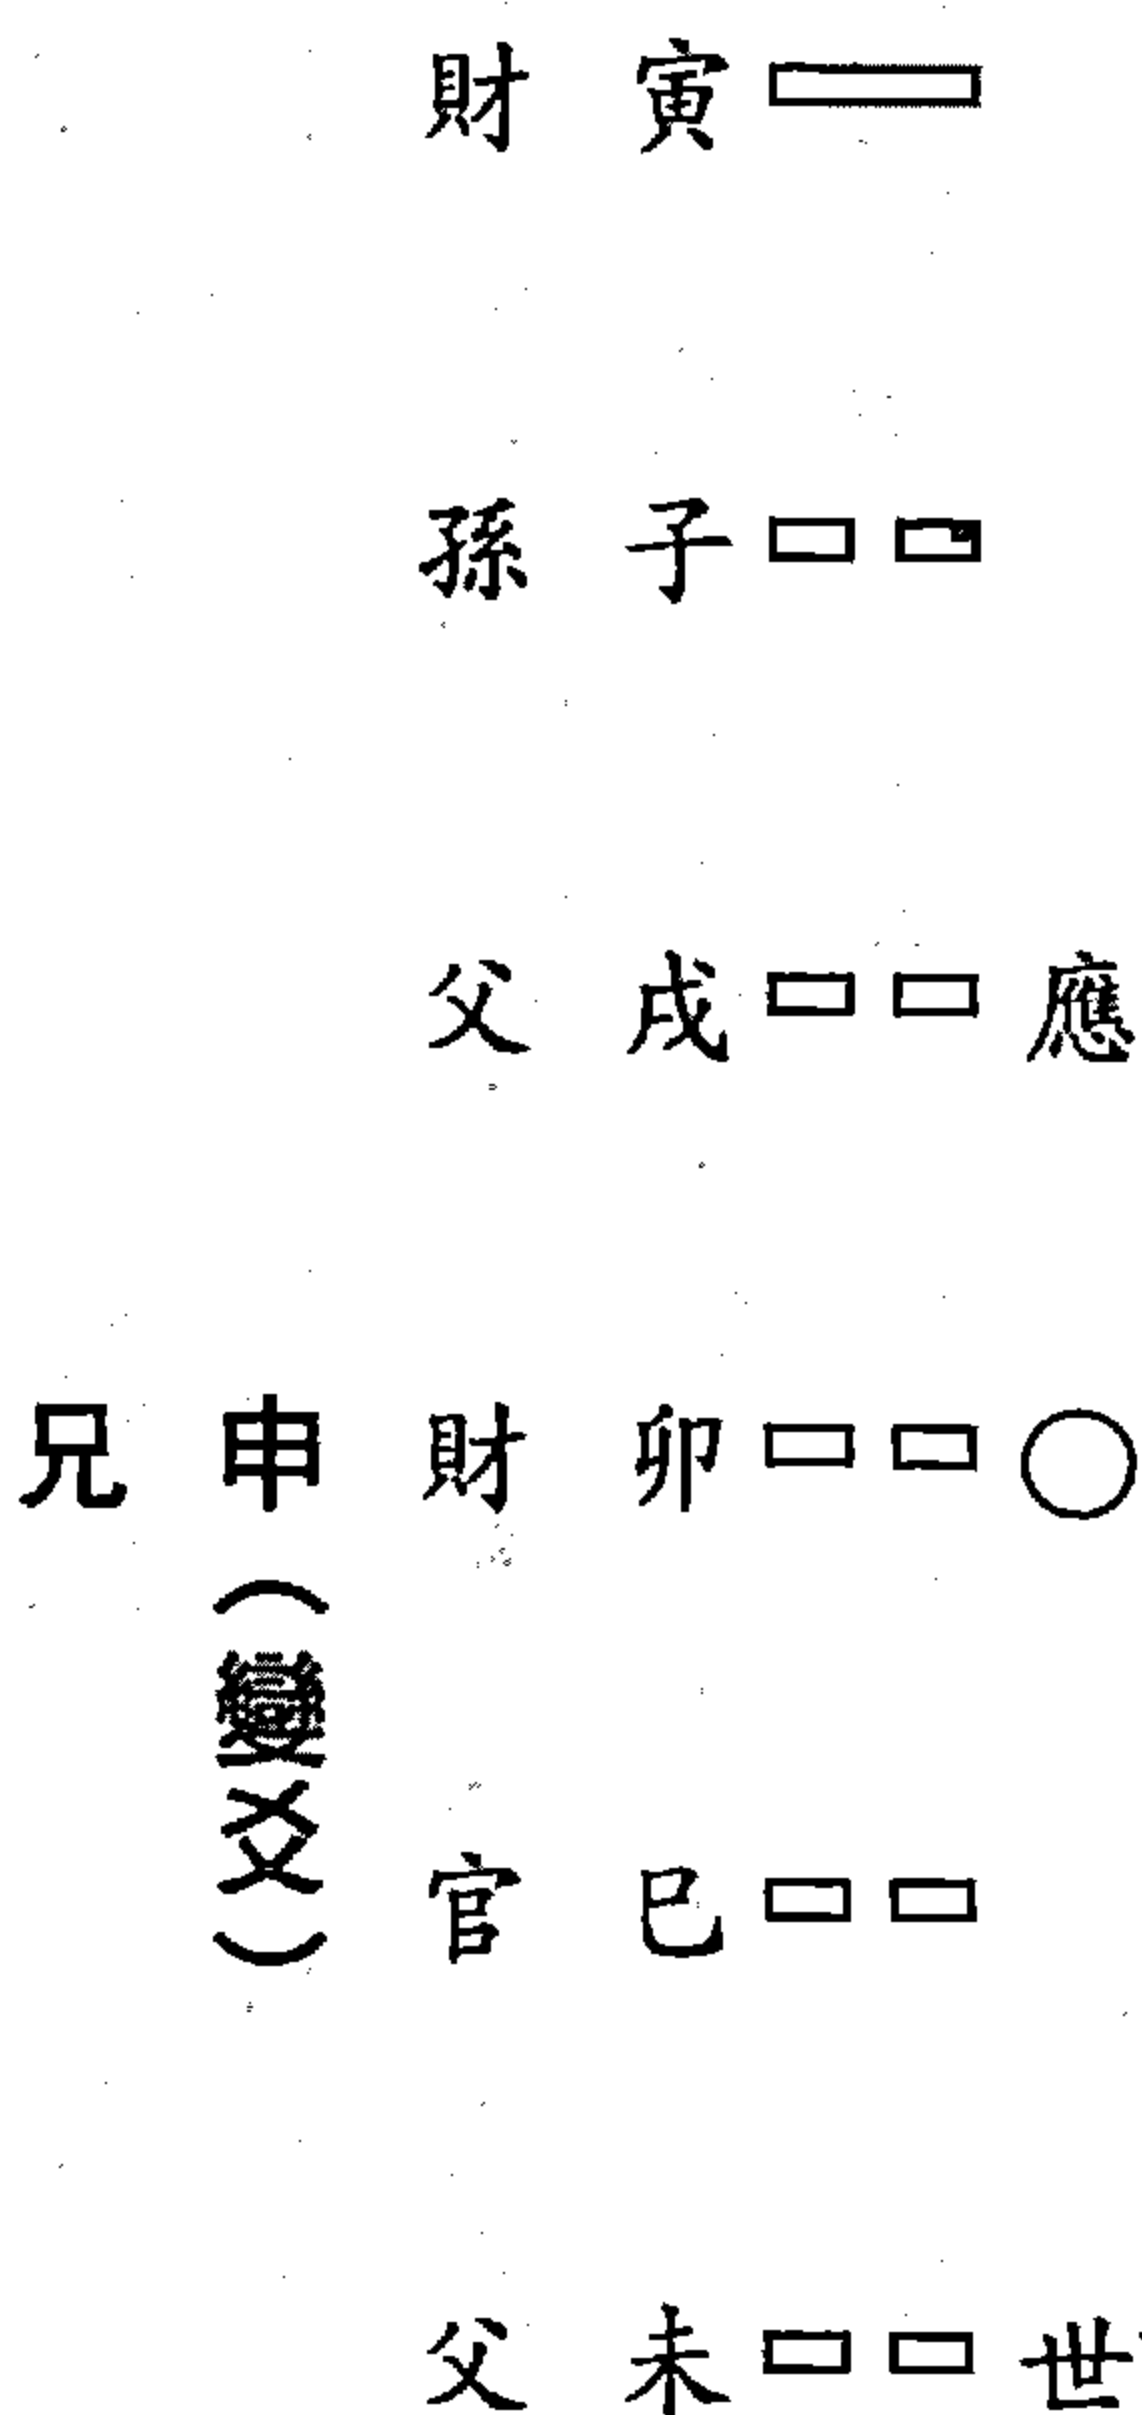 財 寅
孫 子
父 戌 應
兄 申 財 卯 ○
(變爻)
官 巳
父 未 世